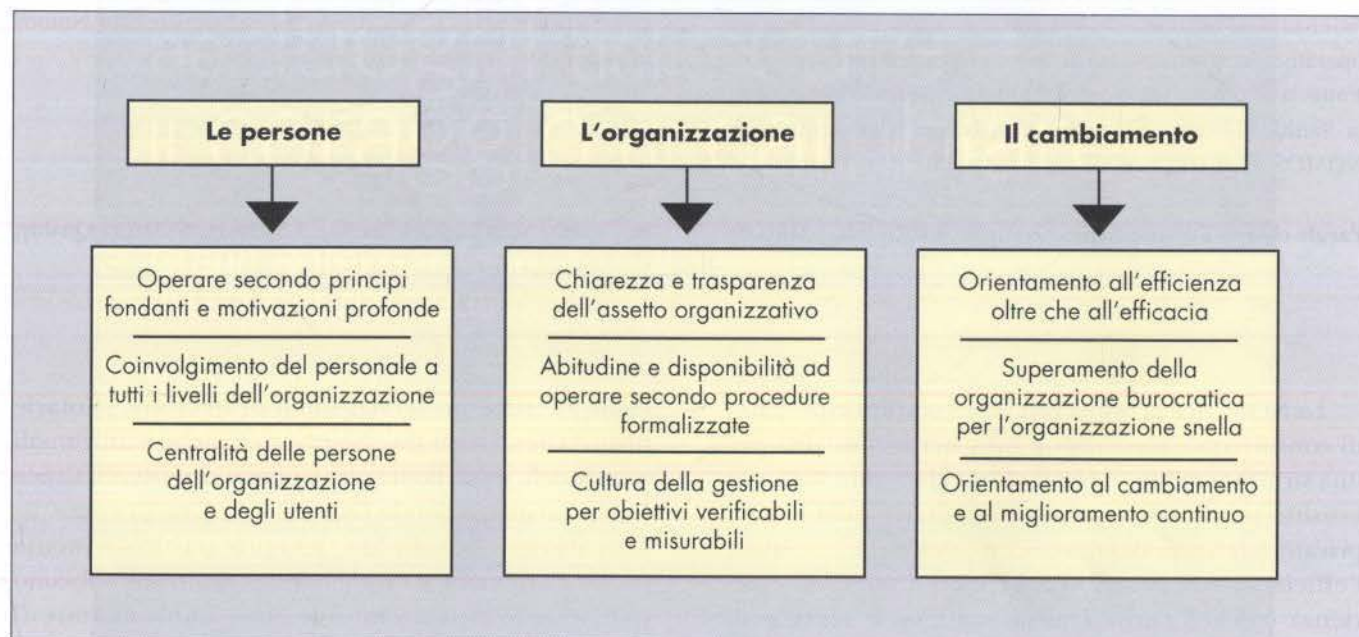 Le persone
Operare secondo principi
fondanti e motivazioni profonde
Coinvolgimento del personale a
tutti i livelli dell'organizzazione
Centralità delle persone
dell'organizzazione
e degli utenti
L'organizzazione
Chiarezza e trasparenza
dell'assetto organizzativo
Abitudine e disponibilità ad
operare secondo procedure
formalizzate
Cultura della gestione
per obiettivi verificabili
e misurabili
Il cambiamento
Orientamento all'efficienza
oltre che all'efficacia
Superamento della
organizzazione burocratica
per l'organizzazione snella
Orientamento al cambiamento
e al miglioramento continuo